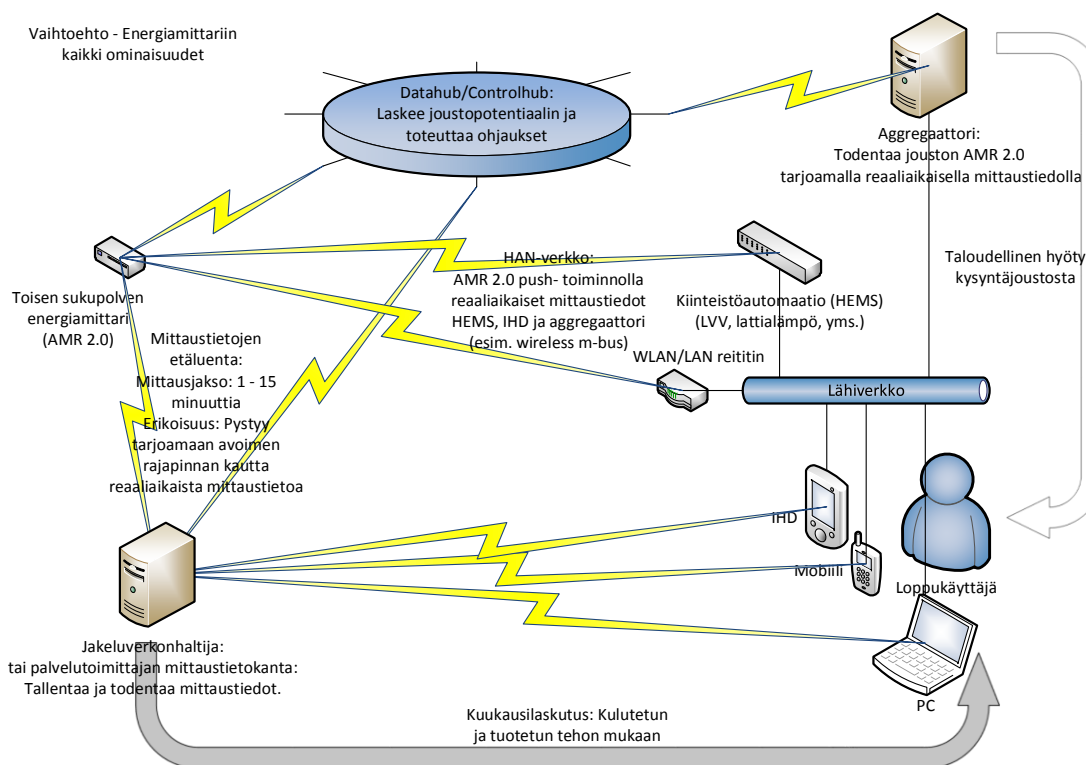 Vaihtoehto - Energiamittariin
kaikki ominaisuudet
Datahub/Controlhub:
Laskee joustopotentiaalin ja
toteuttaa ohjaukset
Aggregaattori:
Todentaa jouston AMR 2.0
tarjoamalla reaaliaikaisella mittaustiedolla
Taloudellinen hyöty
kysyntäjoustosta
Toisen sukupolven
energiamittari
(AMR 2.0)
HAN-verkko:
AMR 2.0 push- toiminnolla
reaaliaikaiset mittaustiedot
HEMS, IHD ja aggregaattori
(esim. wireless m-bus)
Kiinteistöautomaatio (HEMS)
(LVV, lattialämpö, yms.)
WLAN/LAN reititin
Lähiverkko
Mittaustietojen
etäluenta:
Mittausjakso: 1 - 15
minuuttia
Erikoisuus: Pystyy
tarjoamaan avoimen
rajapinnan kautta
reaaliaikaista mittaustietoa
IHD
Mobiili
Loppukäyttäjä
PC
Jakeluverkonhaltija:
tai palvelutoimittajan mittaustietokanta:
Tallentaa ja todentaa mittaustiedot.
Kuukausilaskutus: Kulutetun
ja tuotetun tehon mukaan